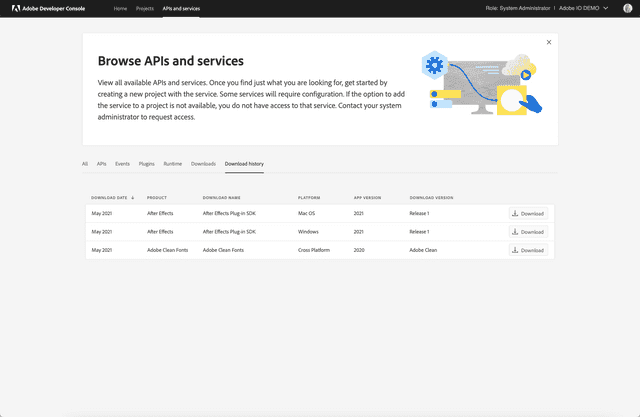 Adobe Developer Console Home Projects APIs and services Role: System Administrator | Adobe IO DEMO
Browse APIs and services
View all available APIs and services. Once you find just what you are looking for, get started by
creating a new project with the service. Some services will require configuration. If the option to add
the service to a project is not available, you do not have access to that service. Contact your system
administrator to request access.
All APIs Events Plugins Runtime Downloads Download history
DOWNLOAD DATE ↓ PRODUCT DOWNLOAD NAME PLATFORM APP VERSION DOWNLOAD VERSION
May 2021 After Effects After Effects Plug-in SDK Mac OS 2021 Release 1 Download
May 2021 After Effects After Effects Plug-in SDK Windows 2021 Release 1 Download
May 2021 Adobe Clean Fonts Adobe Clean Fonts Cross Platform 2020 Adobe Clean Download